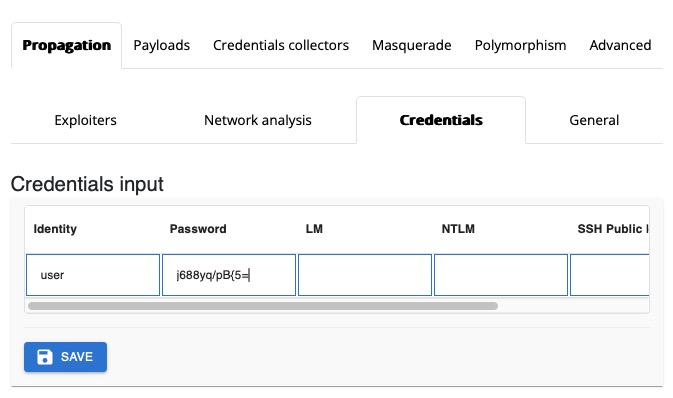 Propagation Payloads Credentials collectors Masquerade Polymorphism Advanced
Exploiters Network analysis Credentials General
Credentials input
Identity Password LM NTLM SSH Public
user j688yq/pB{5=
SAVE